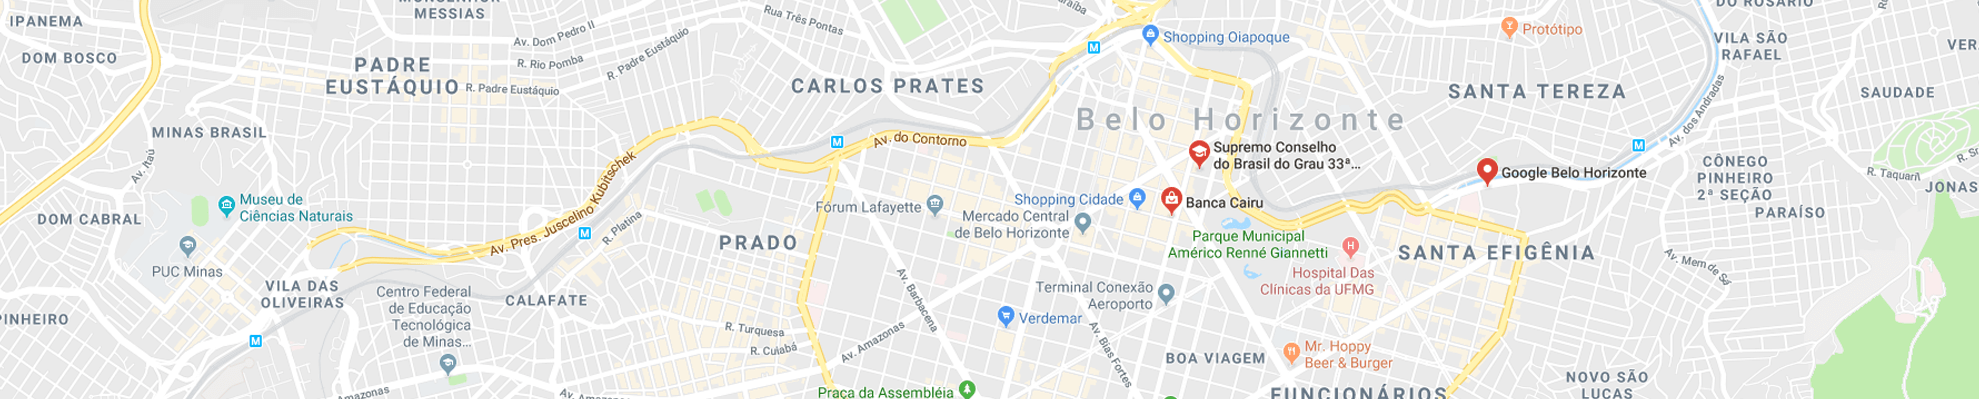 IPANEMA
MONSENHOR
MESSIAS
DOM BOSCO
Av. Dom Pedro II
R. Rio Pomba
R. Padre Eustáquio
Rua Três Pontas
PADRE
EUSTÁQUIO
R. Padre Eustáquio
CARLOS PRATES
Shopping Oiapoque
Protótipo
DO ROSÁRIO
VILA SÃO
RAFAEL
SANTA TEREZA
SAUDADE
Belo Horizonte
MINAS BRASIL
Av. Itaú
Av. do Contorno
Av. dos Andradas
Supremo Conselho
do Brasil do Grau 33ª...
Google Belo Horizonte
CÔNEGO
PINHEIRO
2ª SEÇÃO
R. Taquaril
JONAS
PARAÍSO
Museu de
Ciências Naturais
DOM CABRAL
Av. Pres. Juscelino Kubitschek
R. Platina
Fórum Lafayette
Shopping Cidade
Banca Cairu
Mercado Central
de Belo Horizonte
PRADO
Parque Municipal
Américo Renné Giannetti
SANTA EFIGÊNIA
PUC Minas
VILA DAS
OLIVEIRAS
Centro Federal
de Educação
Tecnológica
de Minas...
CALAFATE
Av. Barbacena
Terminal Conexão
Aeroporto
Hospital Das
Clínicas da UFMG
Av. Mem de Sá
PINHEIRO
R. Turquesa
R. Cuiabá
Av. Amazonas
Verdemar
Av. Bias Fortes
BOA VIAGEM
Mr. Hoppy
Beer & Burger
NOVO SÃO
LUCAS
Amazonas
Av. Amazonas
Praça da Assembléia
FUNCIONÁRIOS